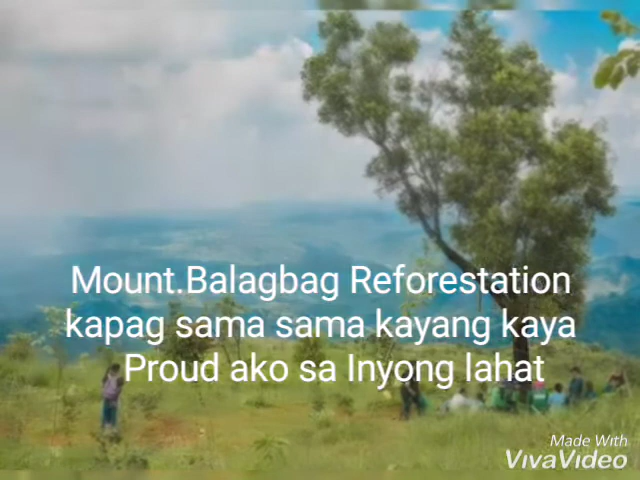 Mount.Balagbag Reforestation
kapag sama sama kayang kaya
Proud ako sa Inyong lahat
Made With
VivaVideo